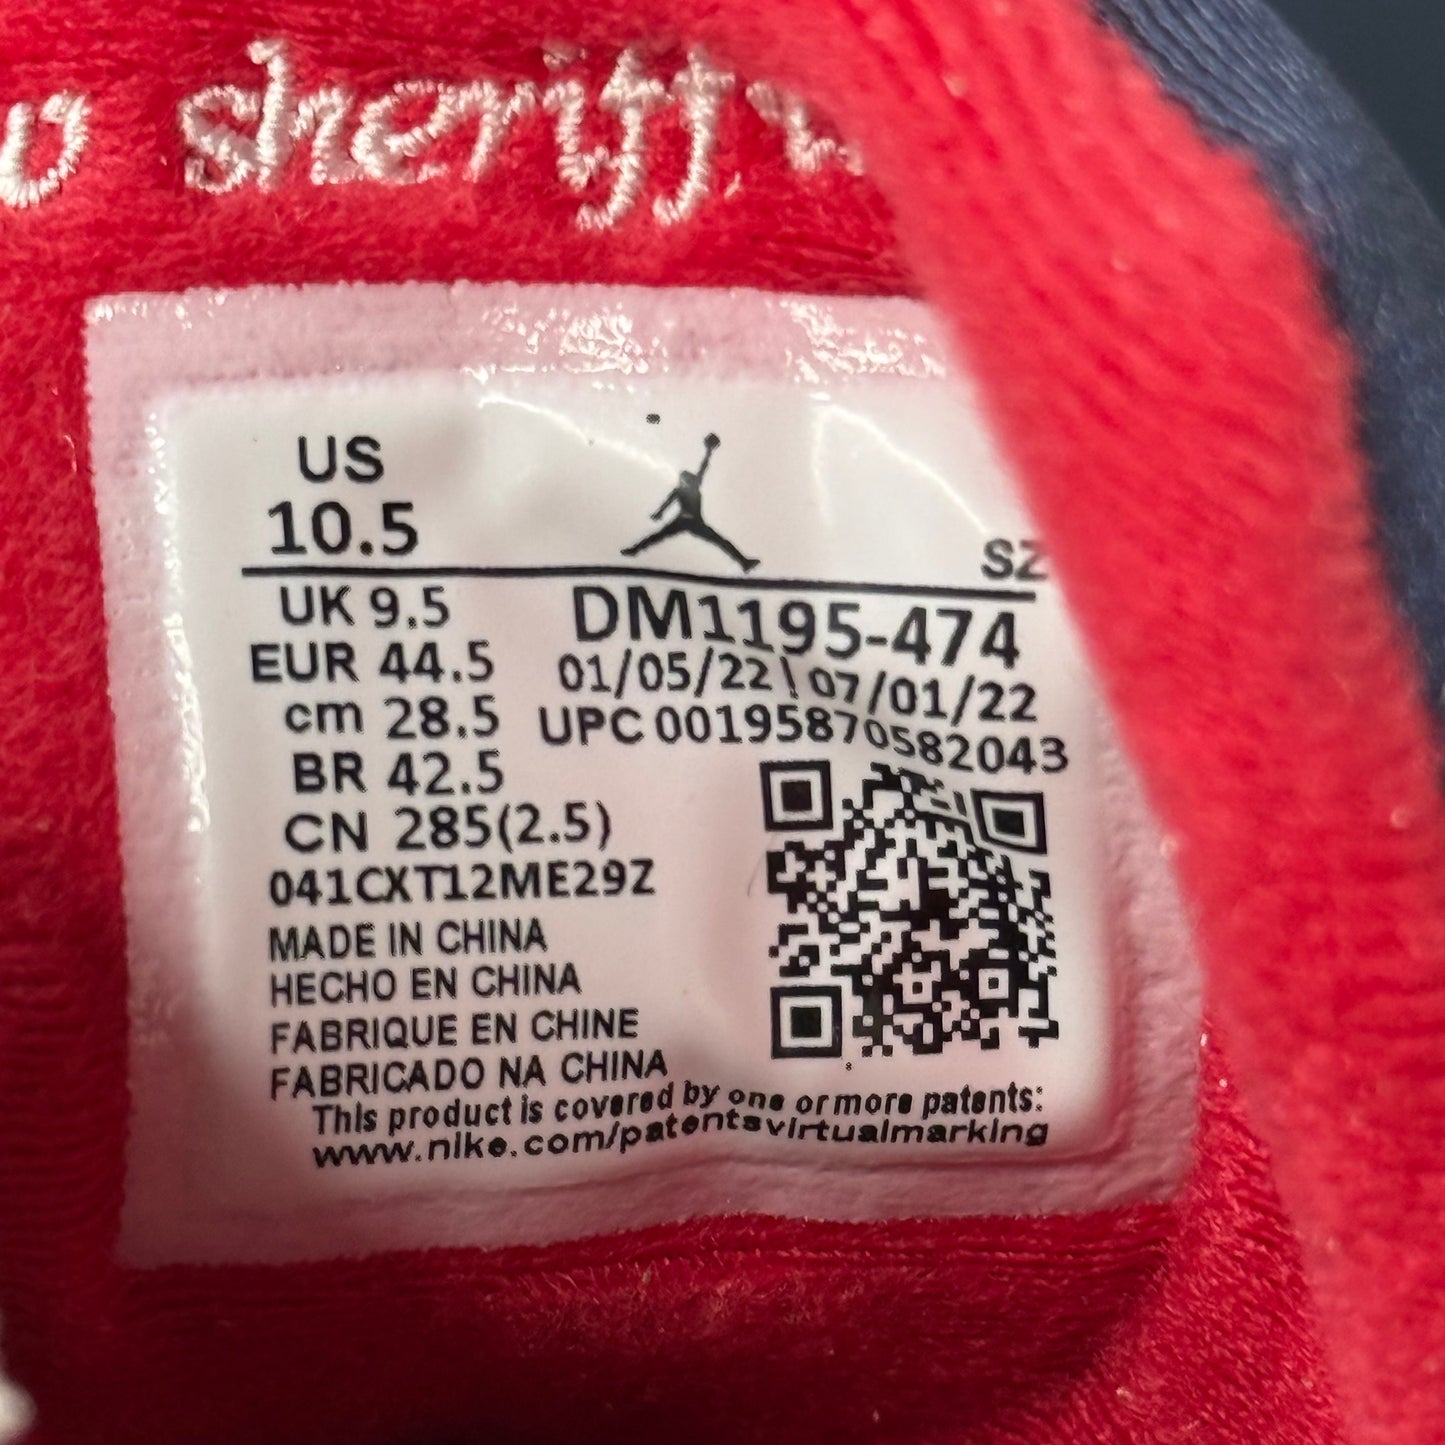 sheriff
US
10.5
SZ
UK 9.5
DM1195-474
EUR 44.5
01/05/22\07/01/22
cm 28.5
UPC 00195870582043
BR 42.5
CN 285(2.5)
041CXT12ME29Z
MADE IN CHINA
HECHO EN CHINA
FABRIQUE EN CHINE
FABRICADO NA CHINA
This product is covered by one or more patents:
www.nike.com/patentsvirtualmarking